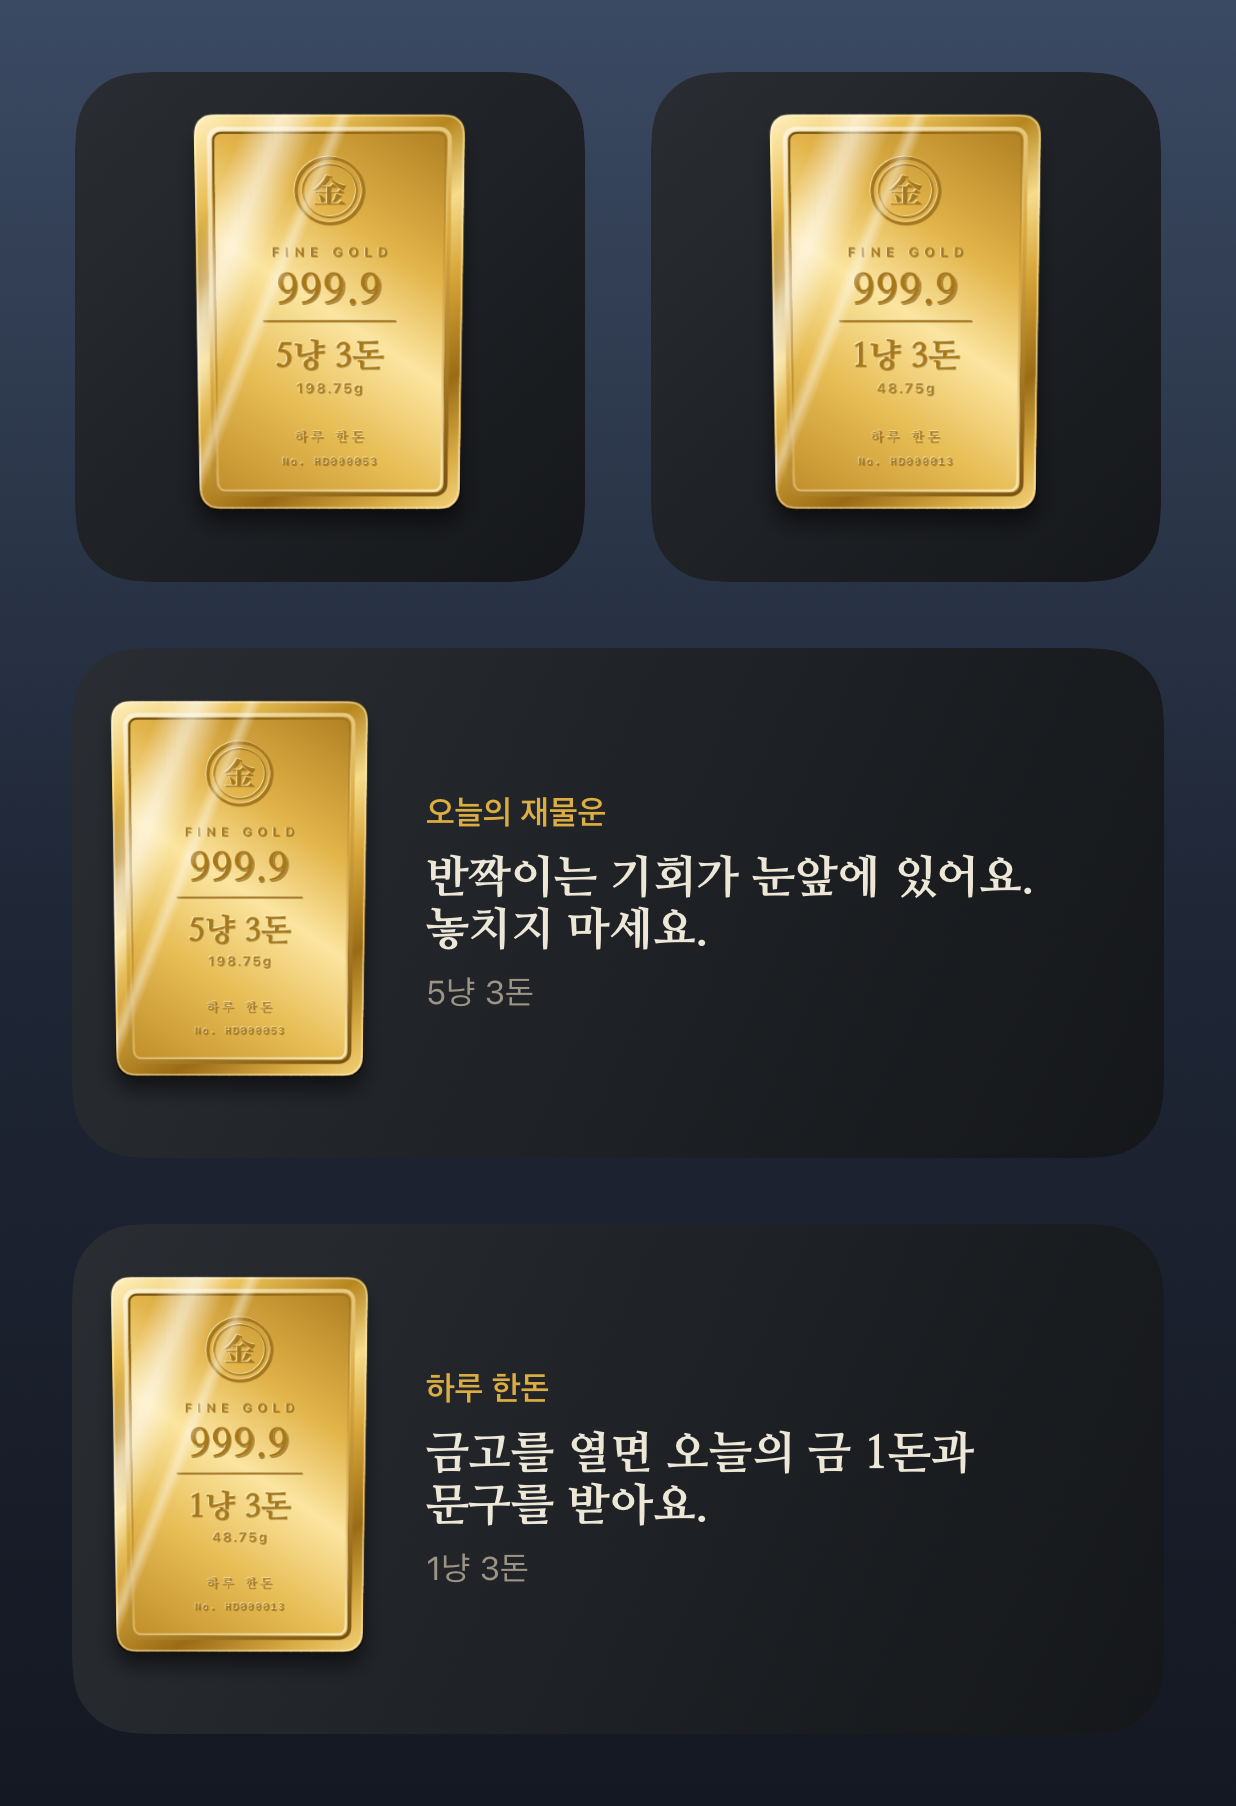 金
FINE GOLD
999.9
5냥 3돈
198.75g
하루 한돈
No. HD000053
金
FINE GOLD
999.9
1냥 3돈
48.75g
하루 한돈
No. HD000013
金
FINE GOLD
999.9
5냥 3돈
198.75g
하루 한돈
No. HD000053
오늘의 재물운
반짝이는 기회가 눈앞에 있어요.
놓치지 마세요.
5냥 3돈
金
FINE GOLD
999.9
1냥 3돈
48.75g
하루 한돈
No. HD000013
하루 한돈
금고를 열면 오늘의 금 1돈과
문구를 받아요.
1냥 3돈